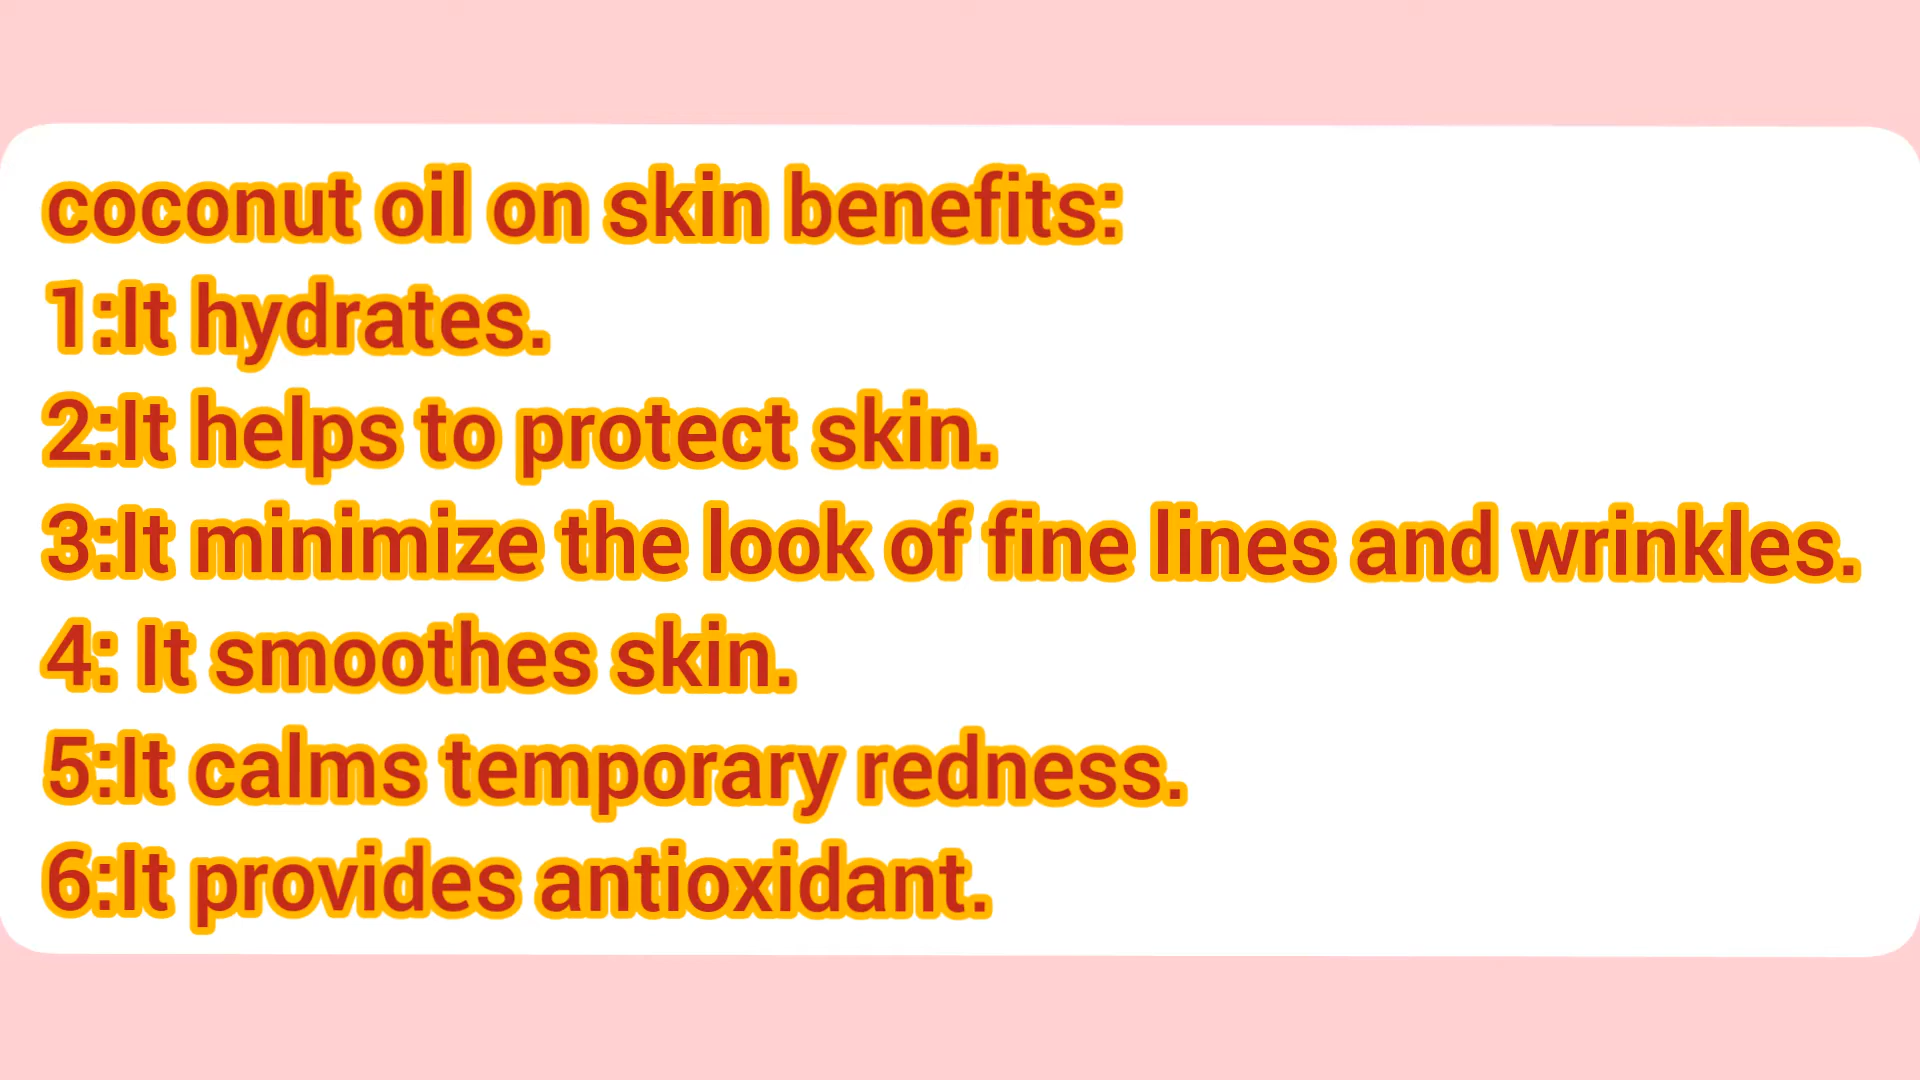 coconut oil on skin benefits:
1:It hydrates.
2:It helps to protect skin.
3:It minimize the look of fine lines and wrinkles.
4: It smoothes skin.
5:It calms temporary redness.
6:It provides antioxidant.